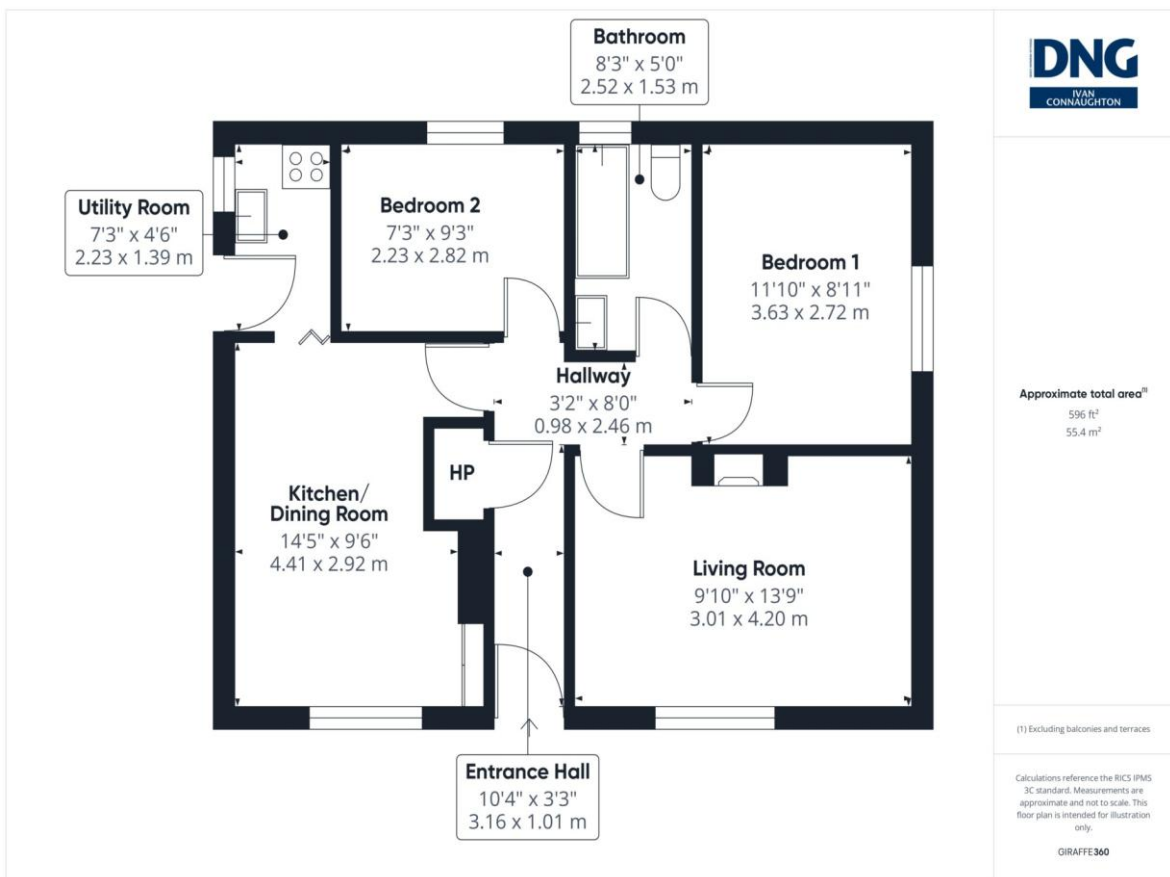 Bathroom
8'3" x 5'0"
2.52 x 1.53 m
Utility Room
7'3" x 4'6"
2.23 x 1.39 m
Bedroom 2
7'3" x 9'3"
2.23 x 2.82 m
Bedroom 1
11'10" x 8'11"
3.63 x 2.72 m
Hallway
3'2" x 8'0"
0.98 x 2.46 m
HP
Kitchen/
Dining Room
14'5" x 9'6"
4.41 x 2.92 m
Living Room
9'10" x 13'9"
3.01 x 4.20 m
Entrance Hall
10'4" x 3'3"
3.16 x 1.01 m
DNG
IVAN
CONNAUGHTON
Approximate total area(1)
596 ft²
55.4 m²
(1) Excluding balconies and terraces
Calculations reference the RICS IPMS
3C standard. Measurements are
approximate and not to scale. This
floor plan is intended for illustration
only.
GIRAFFE360